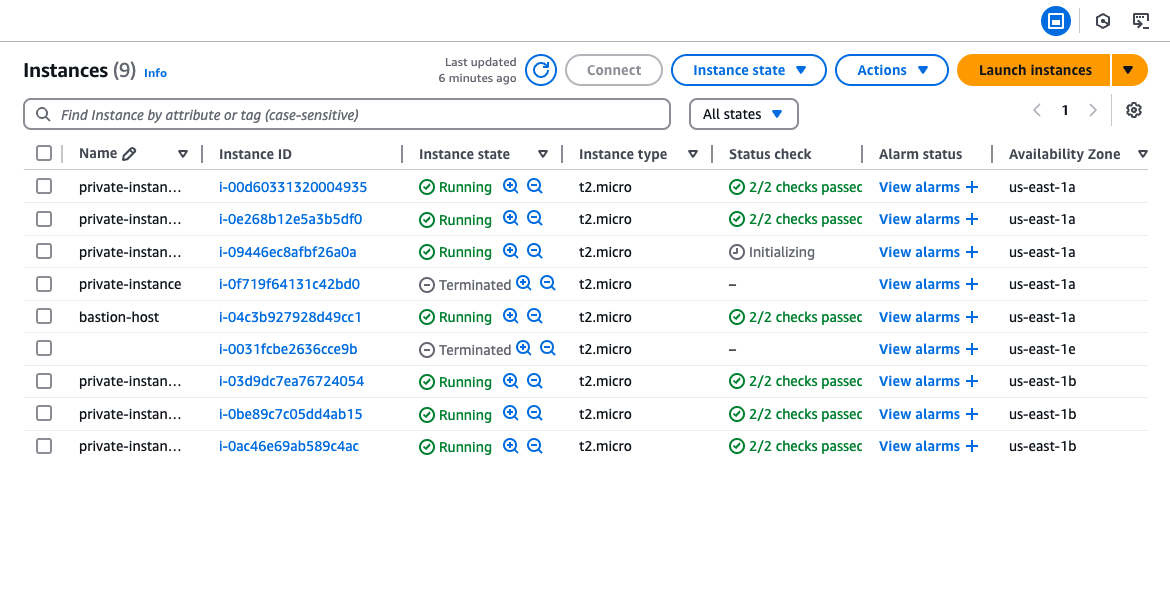 Instances (9) Info
Last updated
6 minutes ago
Connect
Instance state
Actions
Launch instances
Find Instance by attribute or tag (case-sensitive)
All states
1
Name Instance ID Instance state Instance type Status check Alarm status Availability Zone
private-instan… i-00d60331320004935 Running t2.micro 2/2 checks passed View alarms + us-east-1a
private-instan… i-0e268b12e5a3b5df0 Running t2.micro 2/2 checks passed View alarms + us-east-1a
private-instan… i-09446ec8afbf26a0a Running t2.micro Initializing View alarms + us-east-1a
private-instance i-0f719f64131c42bd0 Terminated t2.micro – View alarms + us-east-1a
bastion-host i-04c3b927928d49cc1 Running t2.micro 2/2 checks passed View alarms + us-east-1a
i-0031fcbe2636cce9b Terminated t2.micro – View alarms + us-east-1e
private-instan… i-03d9dc7ea76724054 Running t2.micro 2/2 checks passed View alarms + us-east-1b
private-instan… i-0be89c7c05dd4ab15 Running t2.micro 2/2 checks passed View alarms + us-east-1b
private-instan… i-0ac46e69ab589c4ac Running t2.micro 2/2 checks passed View alarms + us-east-1b